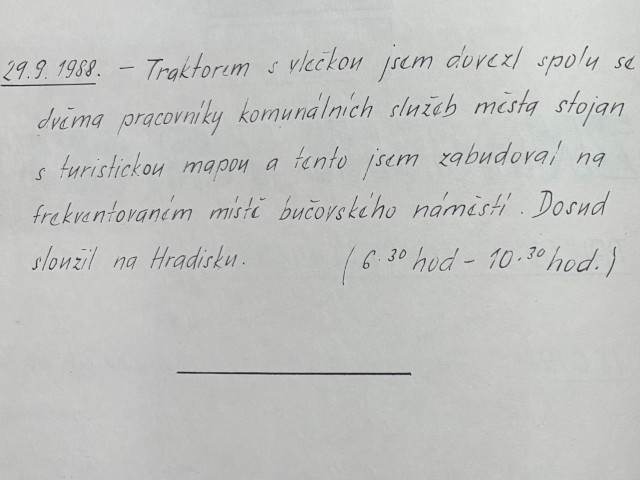 29.9.1988. – Traktorem s vlečkou jsem dovezl spolu se
dvěma pracovníky komunálních služeb města stojan
s turistickou mapou a tento jsem zabudoval na
frekventovaném místě bučovského náměstí. Dosud
sloužil na Hradisku. (6.30 hod – 10.30 hod.)